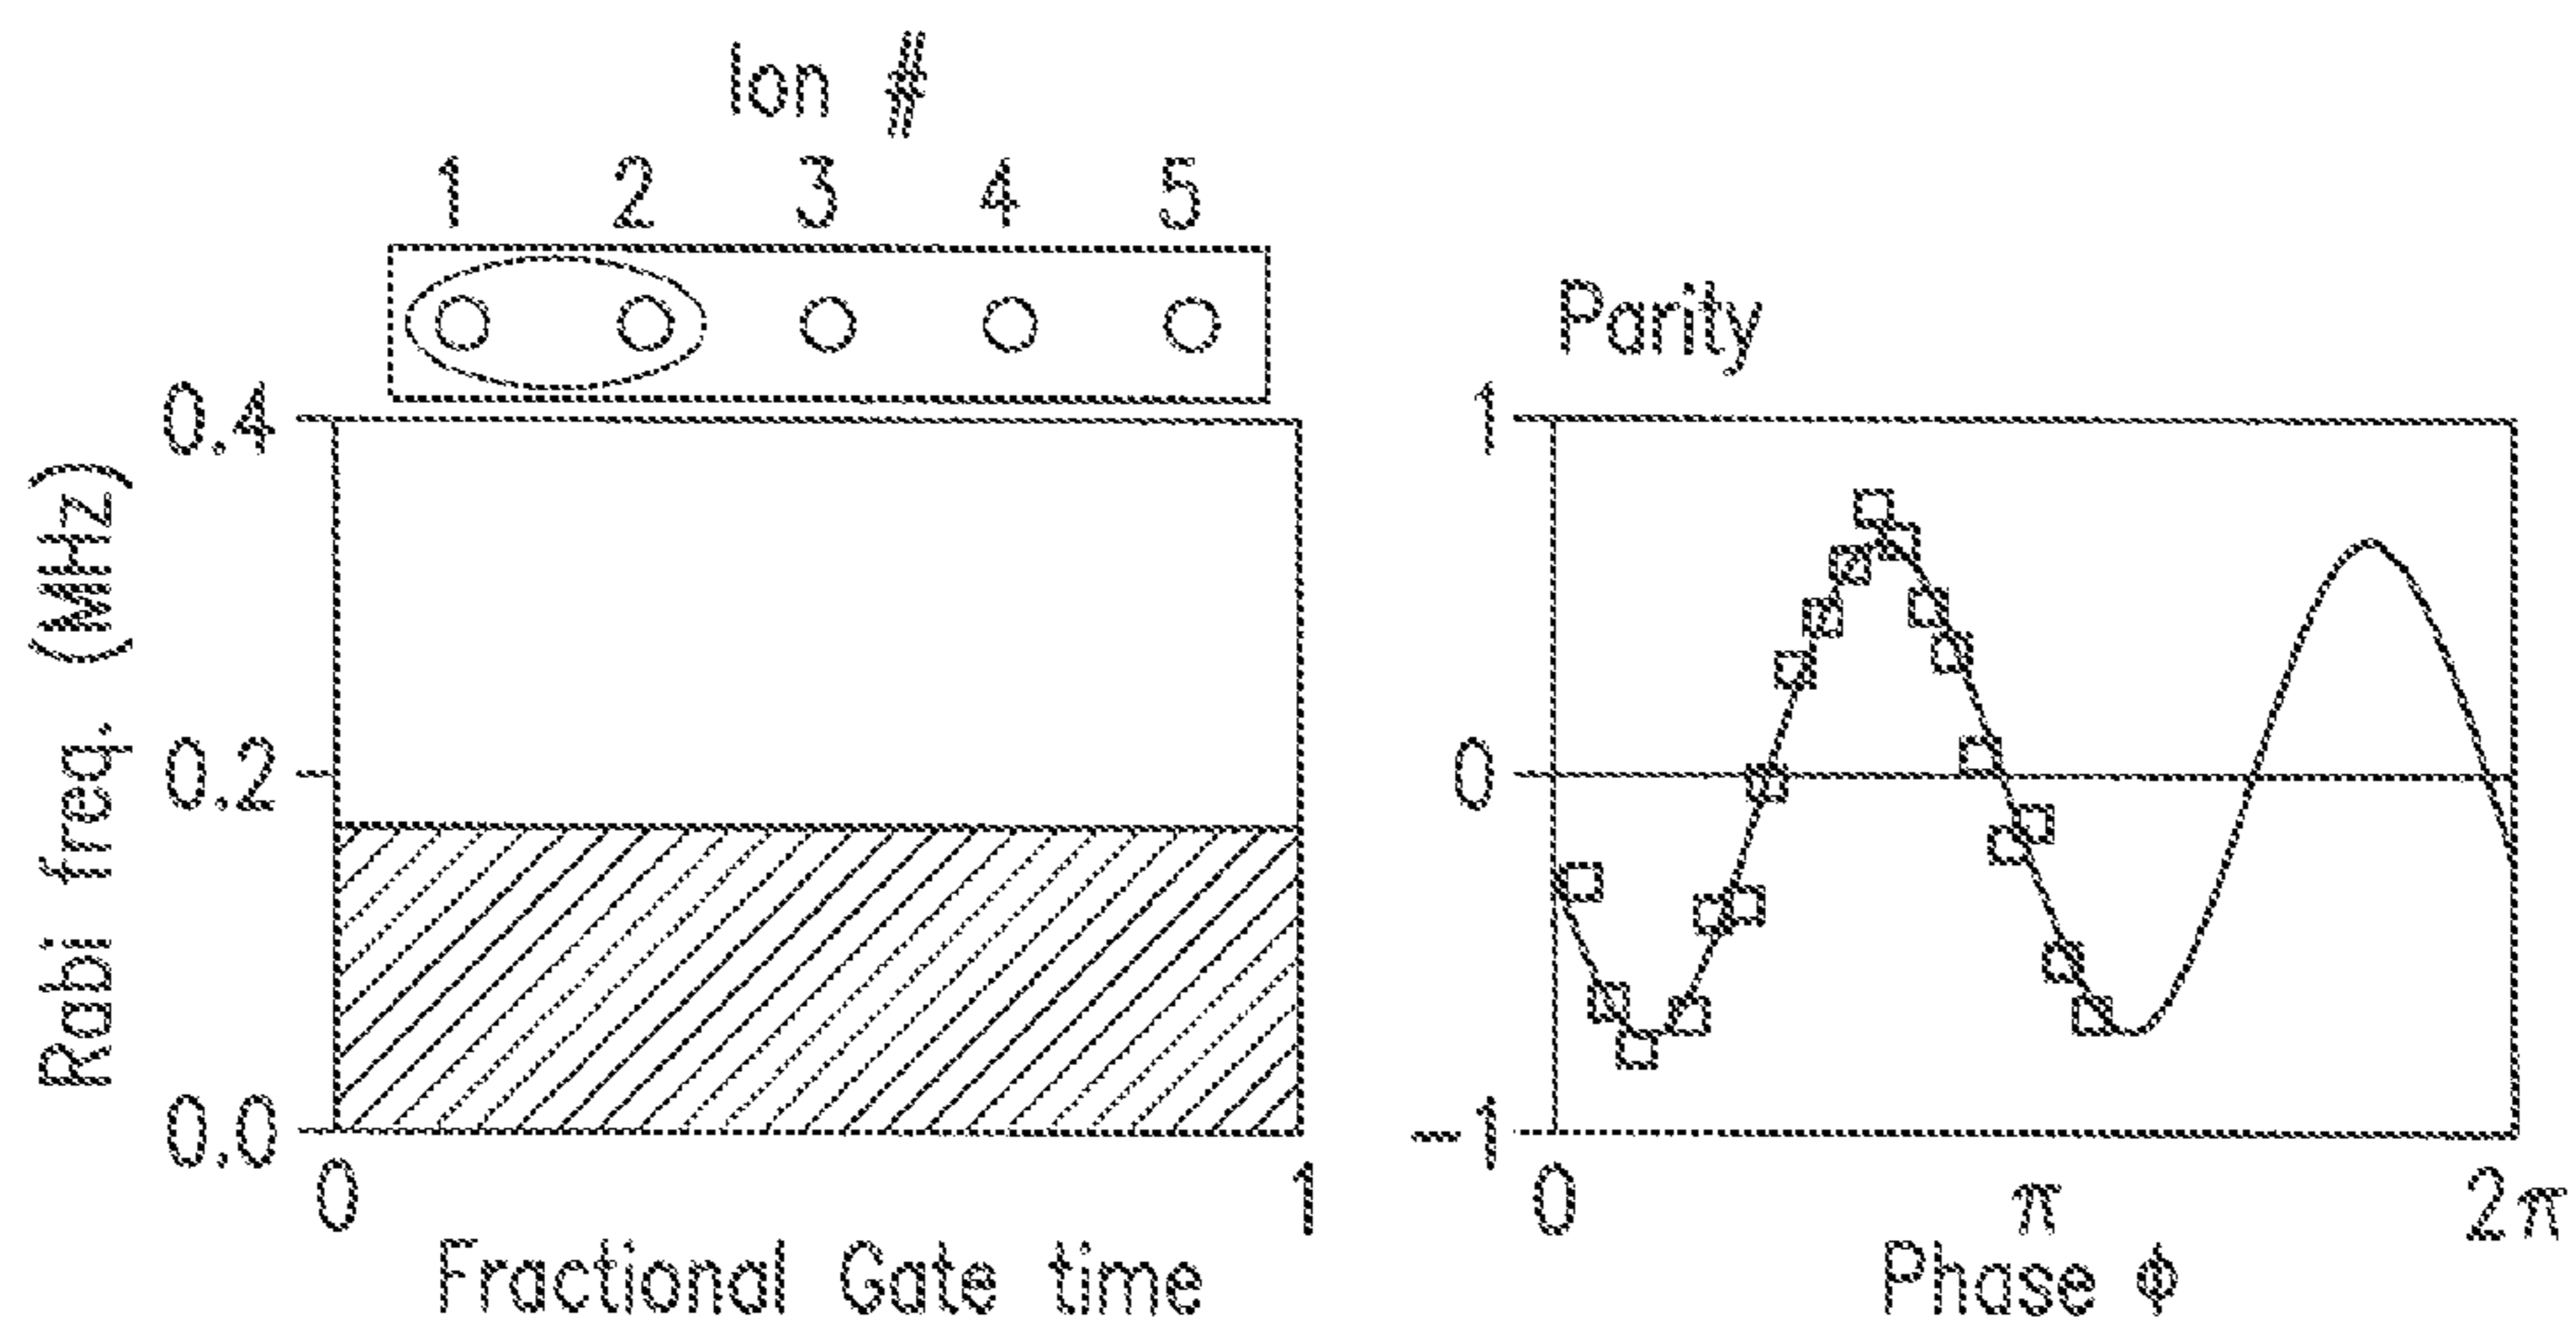 Ion #
1 2 3 4 5
Rabi freq. (MHz)
0.4
0.2
0.0
0 1
Fractional Gate time
Parity
1
0
-1
0 π 2π
Phase ϕ